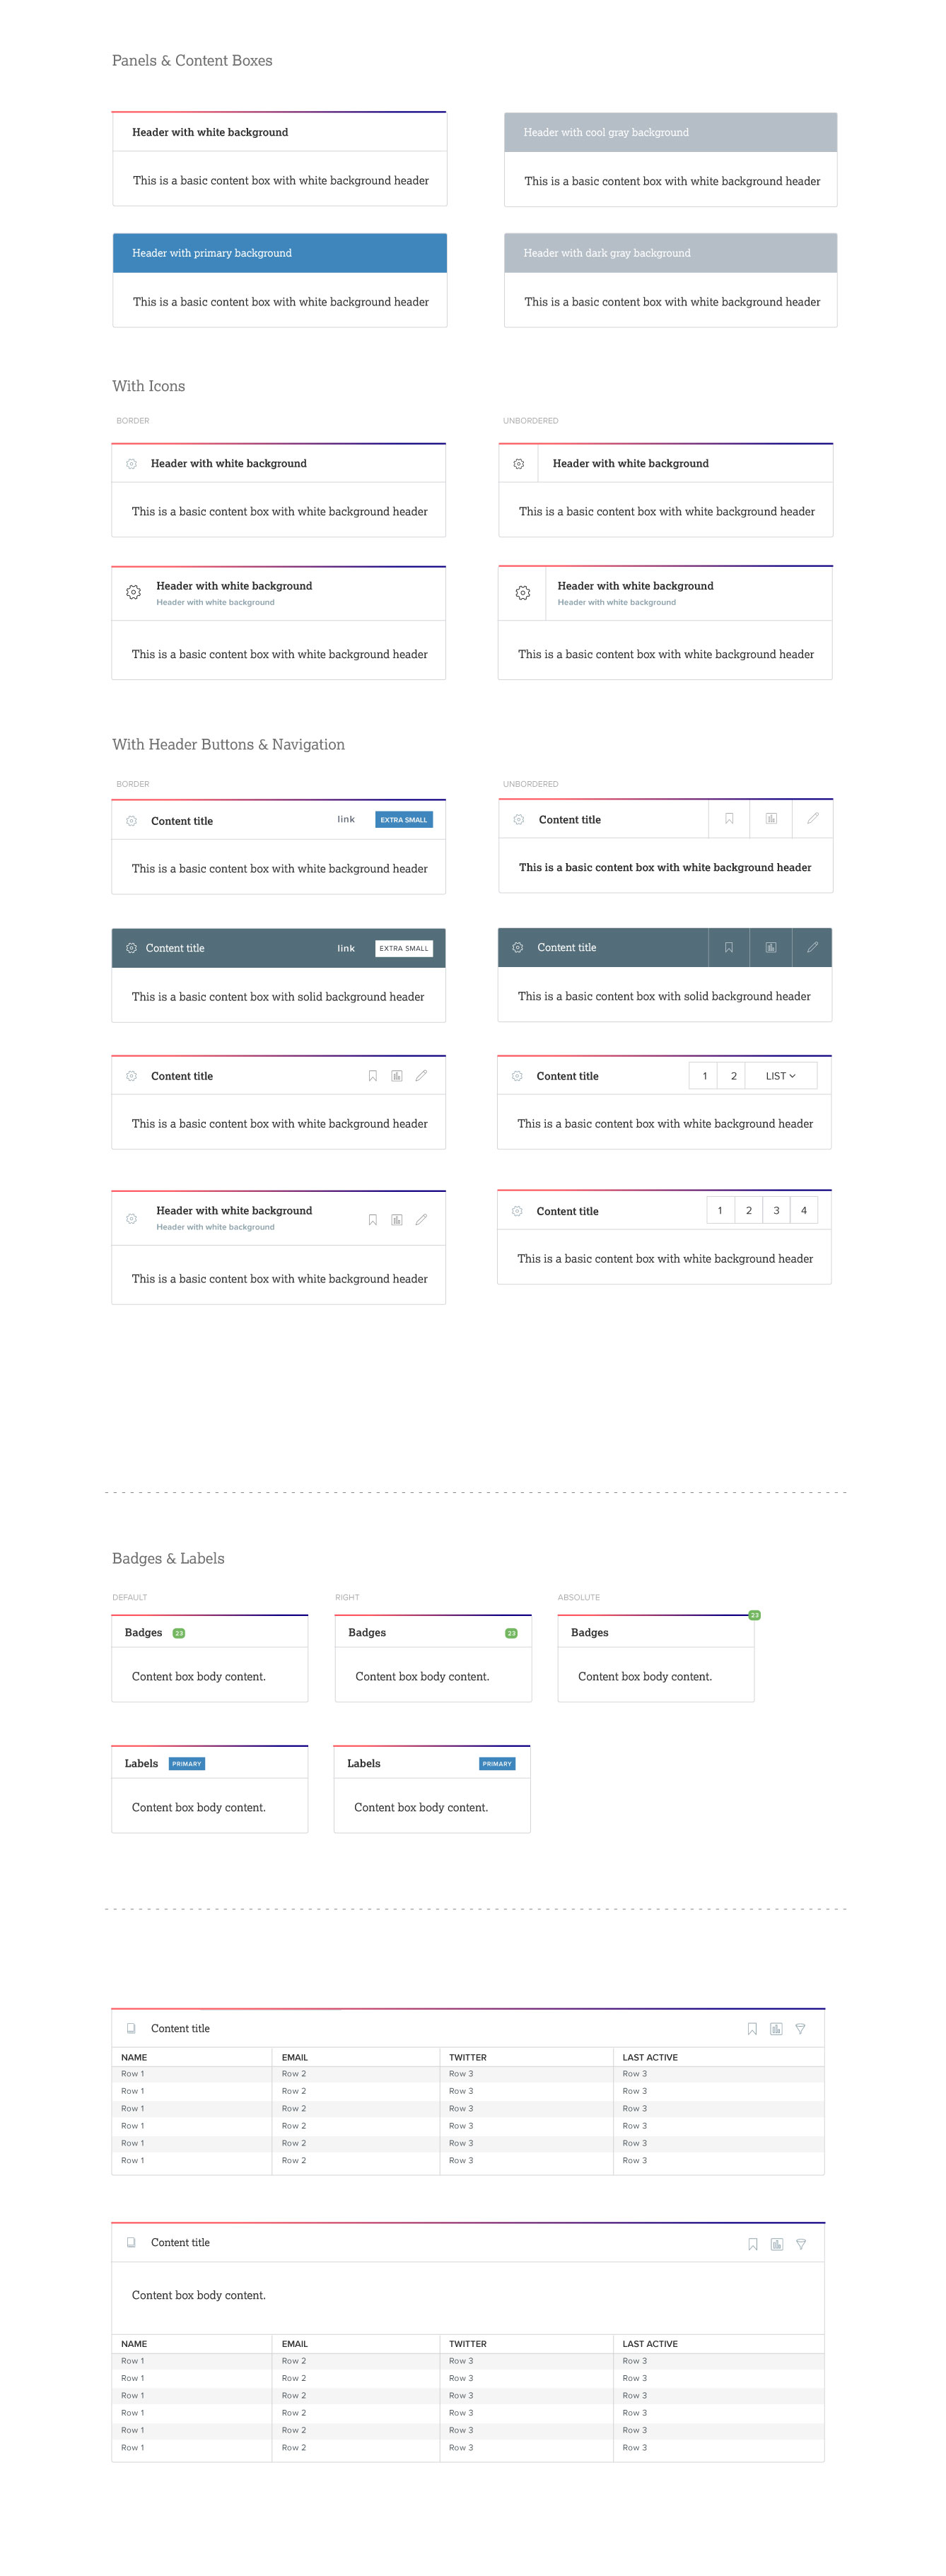 Panels & Content Boxes
Header with white background
Header with cool gray background
This is a basic content box with white background header
This is a basic content box with white background header
Header with primary background
Header with dark gray background
This is a basic content box with white background header
This is a basic content box with white background header
With Icons
BORDER
UNBORDERED
Header with white background
Header with white background
This is a basic content box with white background header
This is a basic content box with white background header
Header with white background
Header with white background
Header with white background
Header with white background
This is a basic content box with white background header
This is a basic content box with white background header
With Header Buttons & Navigation
BORDER
UNBORDERED
Content title link EXTRA SMALL
Content title
This is a basic content box with white background header
This is a basic content box with white background header
Content title link EXTRA SMALL
Content title
This is a basic content box with solid background header
This is a basic content box with solid background header
Content title
Content title 1 2 LIST
This is a basic content box with white background header
This is a basic content box with white background header
Header with white background
Header with white background
Content title 1 2 3 4
This is a basic content box with white background header
This is a basic content box with white background header
Badges & Labels
DEFAULT
RIGHT
ABSOLUTE
Badges 23
Badges 23
Badges 23
Content box body content.
Content box body content.
Content box body content.
Labels PRIMARY
Labels PRIMARY
Content box body content.
Content box body content.
Content title
NAME EMAIL TWITTER LAST ACTIVE
Row 1 Row 2 Row 3 Row 3
Row 1 Row 2 Row 3 Row 3
Row 1 Row 2 Row 3 Row 3
Row 1 Row 2 Row 3 Row 3
Row 1 Row 2 Row 3 Row 3
Row 1 Row 2 Row 3 Row 3
Content title
Content box body content.
NAME EMAIL TWITTER LAST ACTIVE
Row 1 Row 2 Row 3 Row 3
Row 1 Row 2 Row 3 Row 3
Row 1 Row 2 Row 3 Row 3
Row 1 Row 2 Row 3 Row 3
Row 1 Row 2 Row 3 Row 3
Row 1 Row 2 Row 3 Row 3